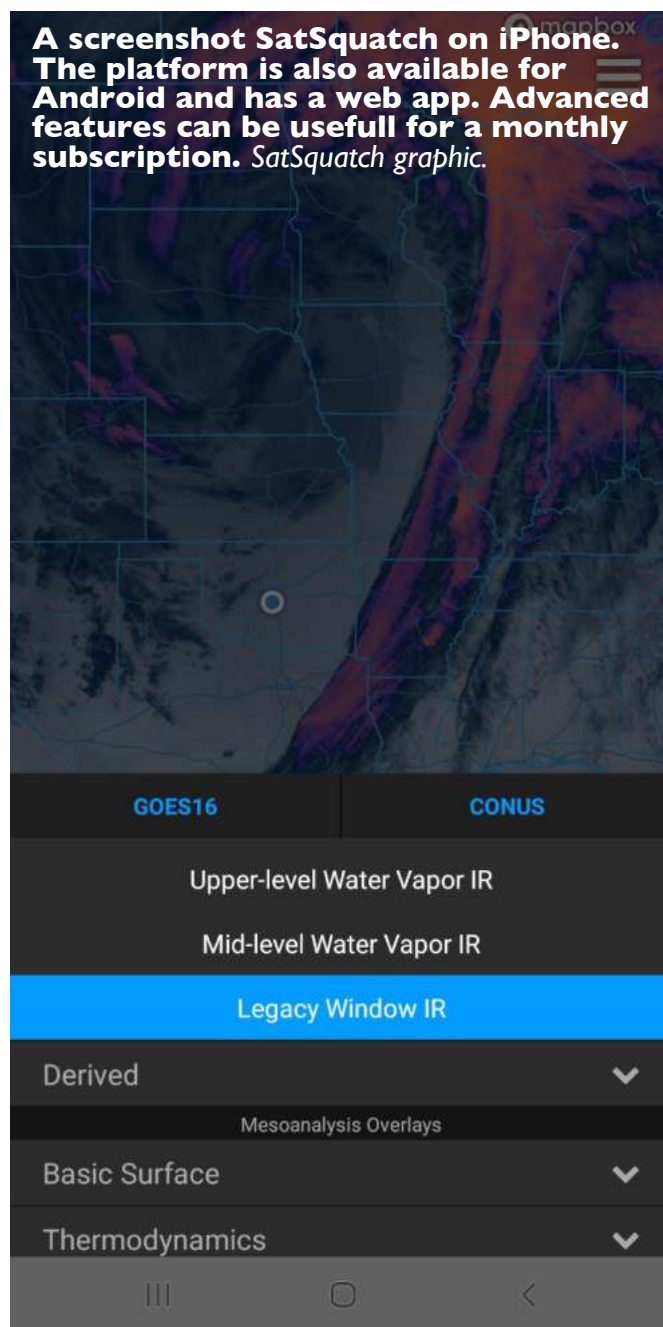 mapbox
A screenshot SatSquatch on iPhone.
The platform is also available for
Android and has a web app. Advanced
features can be usefull for a monthly
subscription. SatSquatch graphic.
GOES16
CONUS
Upper-level Water Vapor IR
Mid-level Water Vapor IR
Legacy Window IR
Derived
Mesoanalysis Overlays
Basic Surface
Thermodynamics